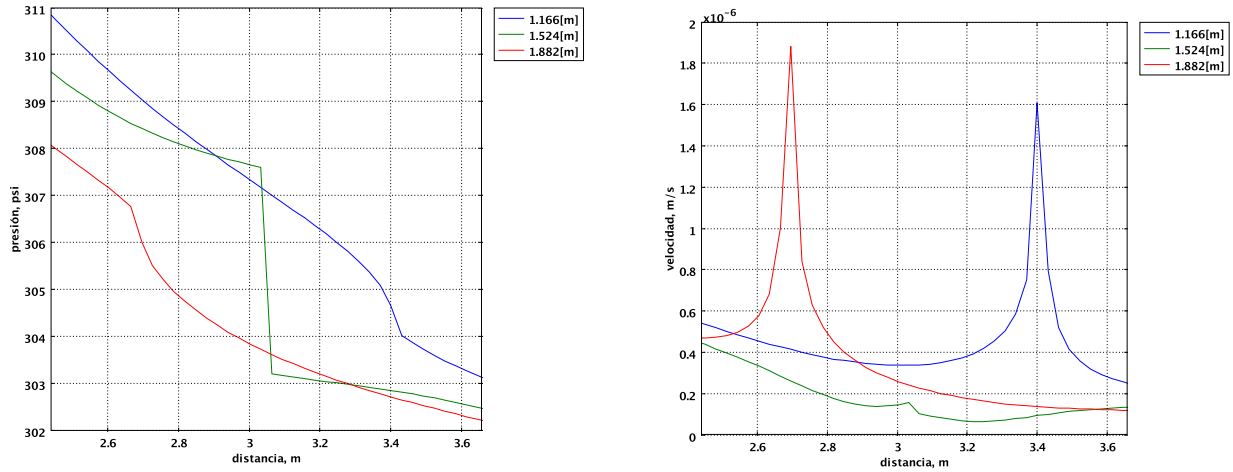 311
310
309
308
307
306
305
304
303
302
presión, psi
2.6 2.8 3 3.2 3.4 3.6
distancia, m
1.166[m]
1.524[m]
1.882[m]
x10^-6
2
1.8
1.6
1.4
1.2
1
0.8
0.6
0.4
0.2
0
velocidad, m/s
2.6 2.8 3 3.2 3.4 3.6
distancia, m
1.166[m]
1.524[m]
1.882[m]